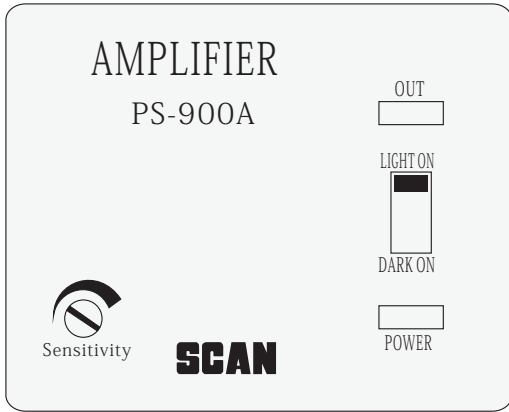 AMPLIFIER
PS-900A
OUT
LIGHT ON
DARK ON
POWER
Sensitivity
SCAN